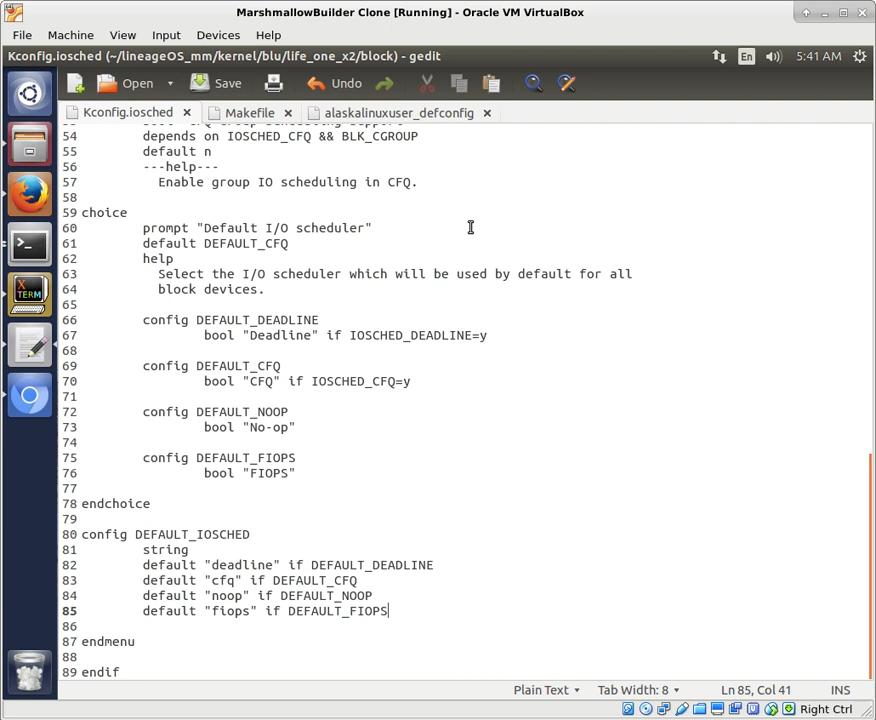 MarshmallowBuilder Clone [Running] - Oracle VM VirtualBox
File Machine View Input Devices Help
Kconfig.iosched (~/lineageOS_mm/kernel/blu/life_one_x2/block) - gedit
En 5:41 AM
Open Save Undo
Kconfig.iosched × Makefile × alaskalinuxuser_defconfig ×
54 depends on IOSCHED_CFQ && BLK_CGROUP
55 default n
56 ---help---
57 Enable group IO scheduling in CFQ.
58
59 choice
60 prompt "Default I/O scheduler"
61 default DEFAULT_CFQ
62 help
63 Select the I/O scheduler which will be used by default for all
64 block devices.
65
66 config DEFAULT_DEADLINE
67 bool "Deadline" if IOSCHED_DEADLINE=y
68
69 config DEFAULT_CFQ
70 bool "CFQ" if IOSCHED_CFQ=y
71
72 config DEFAULT_NOOP
73 bool "No-op"
74
75 config DEFAULT_FIOPS
76 bool "FIOPS"
77
78 endchoice
79
80 config DEFAULT_IOSCHED
81 string
82 default "deadline" if DEFAULT_DEADLINE
83 default "cfq" if DEFAULT_CFQ
84 default "noop" if DEFAULT_NOOP
85 default "fiops" if DEFAULT_FIOPS
86
87 endmenu
88
89 endif
X TERM
Plain Text Tab Width: 8 Ln 85, Col 41 INS
Right Ctrl